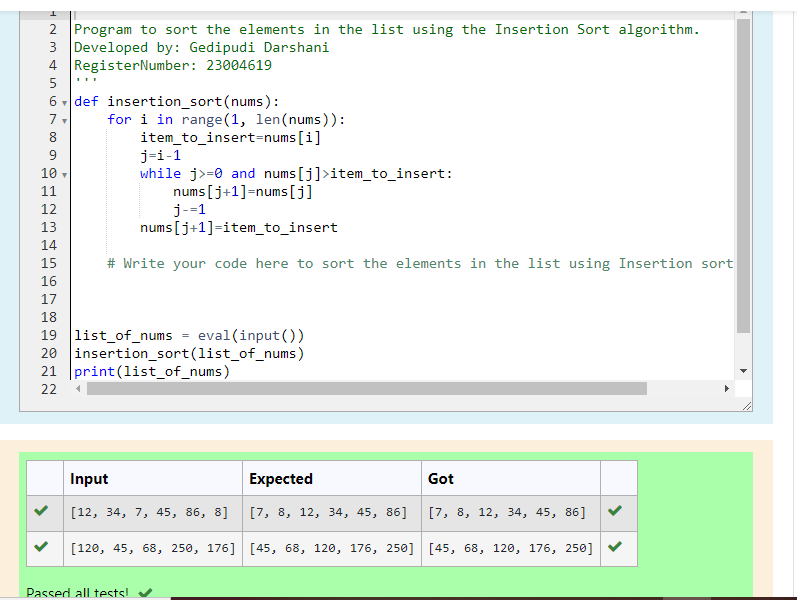 1
2 Program to sort the elements in the list using the Insertion Sort algorithm.
3 Developed by: Gedipudi Darshani
4 RegisterNumber: 23004619
5 '''
6 def insertion_sort(nums):
7 for i in range(1, len(nums)):
8 item_to_insert=nums[i]
9 j=i-1
10 while j>=0 and nums[j]>item_to_insert:
11 nums[j+1]=nums[j]
12 j-=1
13 nums[j+1]=item_to_insert
14
15 # Write your code here to sort the elements in the list using Insertion sort
16
17
18
19 list_of_nums = eval(input())
20 insertion_sort(list_of_nums)
21 print(list_of_nums)
22
Input Expected Got
[12, 34, 7, 45, 86, 8] [7, 8, 12, 34, 45, 86] [7, 8, 12, 34, 45, 86]
[120, 45, 68, 250, 176] [45, 68, 120, 176, 250] [45, 68, 120, 176, 250]
Passed all tests!